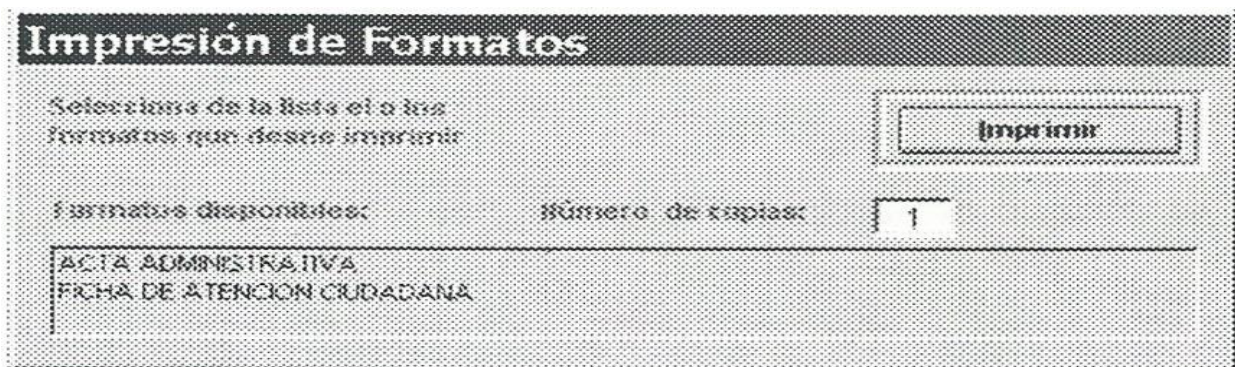 Impresión de Formatos
Selecciona de la lista el o los
formatos que desee imprimir
Imprimir
Formatos disponibles:
Número de copias:
1
ACTA ADMINISTRATIVA
FICHA DE ATENCION CIUDADANA